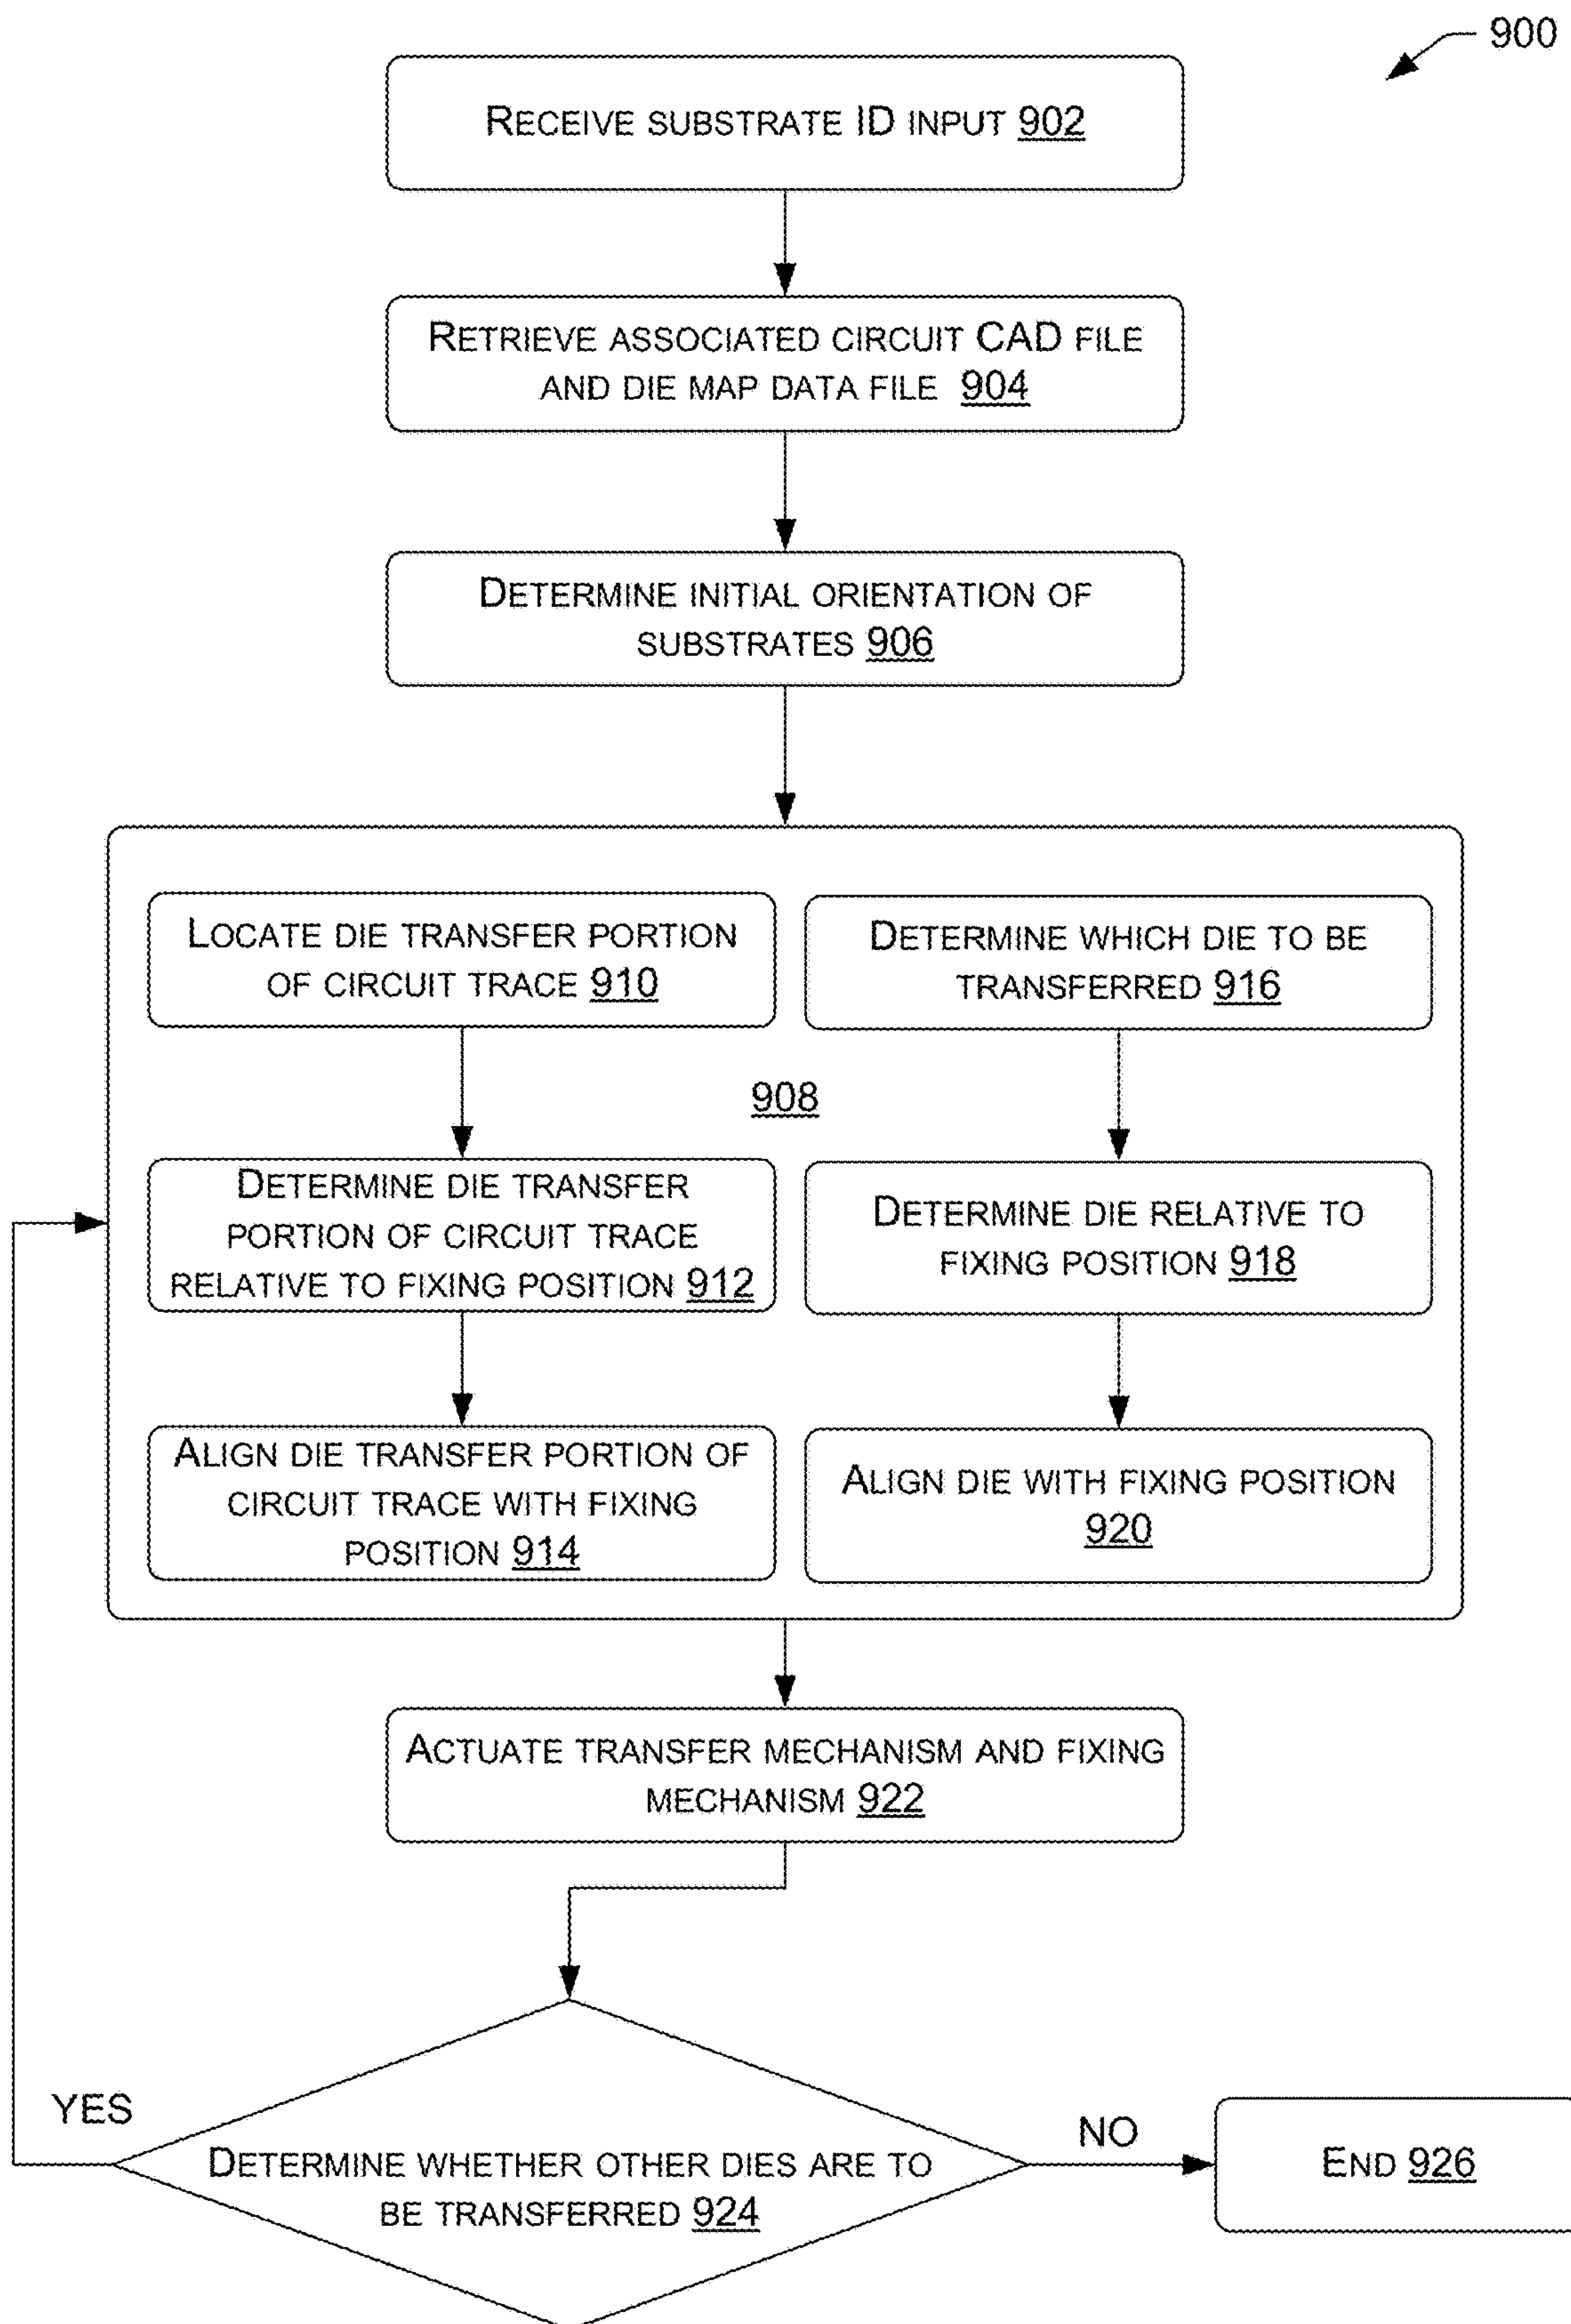 900
RECEIVE SUBSTRATE ID INPUT 902
RETRIEVE ASSOCIATED CIRCUIT CAD FILE
AND DIE MAP DATA FILE 904
DETERMINE INITIAL ORIENTATION OF
SUBSTRATES 906
LOCATE DIE TRANSFER PORTION
OF CIRCUIT TRACE 910
DETERMINE WHICH DIE TO BE
TRANSFERRED 916
908
DETERMINE DIE TRANSFER
PORTION OF CIRCUIT TRACE
RELATIVE TO FIXING POSITION 912
DETERMINE DIE RELATIVE TO
FIXING POSITION 918
ALIGN DIE TRANSFER PORTION OF
CIRCUIT TRACE WITH FIXING
POSITION 914
ALIGN DIE WITH FIXING POSITION
920
ACTUATE TRANSFER MECHANISM AND FIXING
MECHANISM 922
YES
DETERMINE WHETHER OTHER DIES ARE TO
BE TRANSFERRED 924
NO
END 926